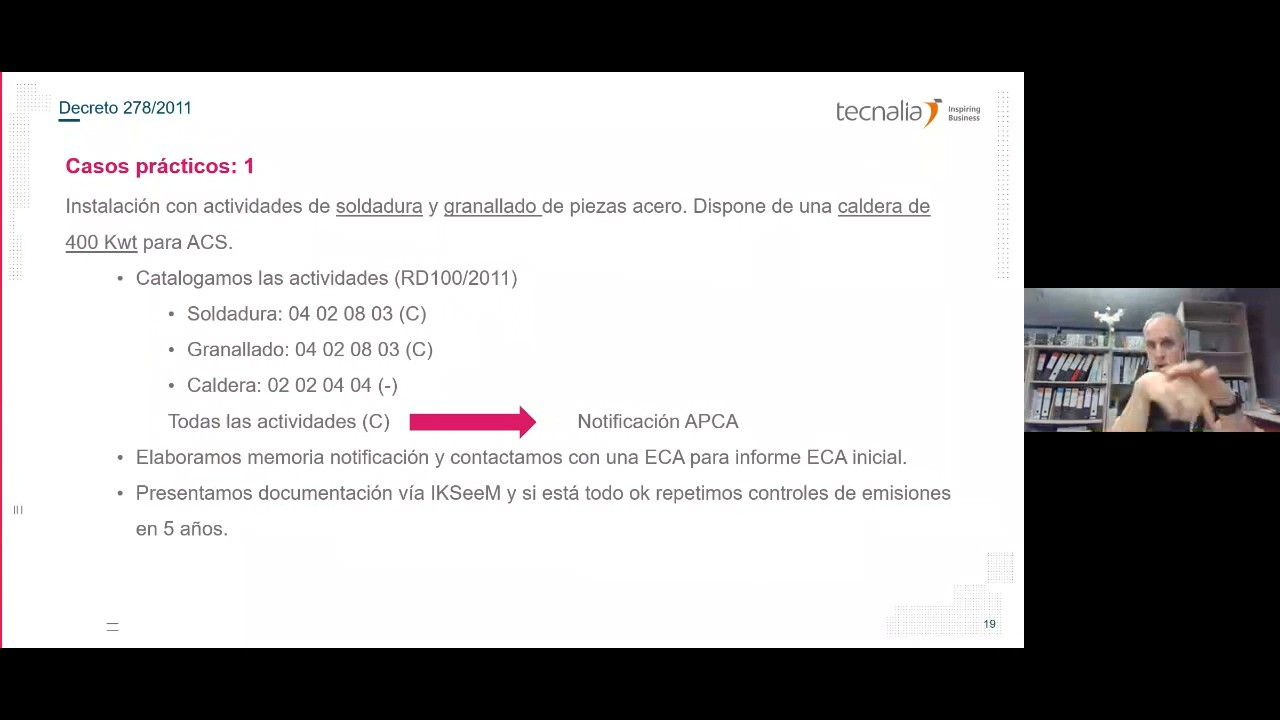 Decreto 278/2011
tecnalia Inspiring Business
Casos prácticos: 1
Instalación con actividades de soldadura y granallado de piezas acero. Dispone de una caldera de
400 Kwt para ACS.
• Catalogamos las actividades (RD100/2011)
• Soldadura: 04 02 08 03 (C)
• Granallado: 04 02 08 03 (C)
• Caldera: 02 02 04 04 (-)
Todas las actividades (C) Notificación APCA
• Elaboramos memoria notificación y contactamos con una ECA para informe ECA inicial.
• Presentamos documentación vía IKSeeM y si está todo ok repetimos controles de emisiones
en 5 años.
19